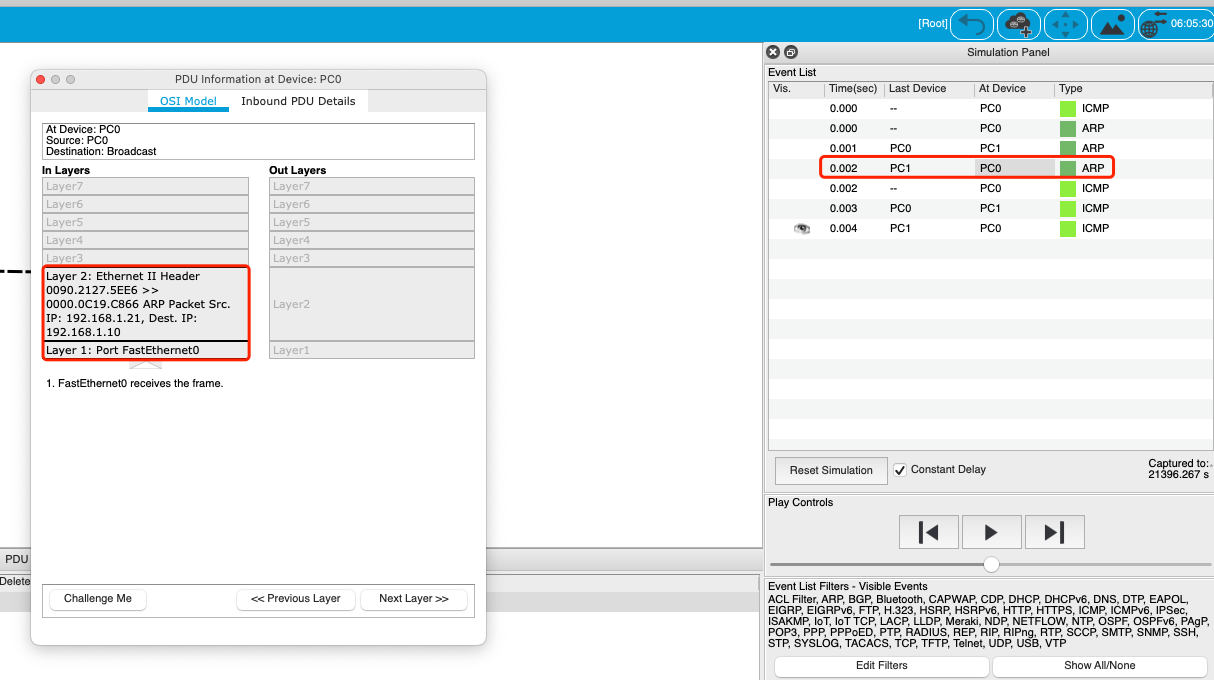 [Root]
06:05:30
PDU Information at Device: PC0
OSI Model
Inbound PDU Details
At Device: PC0
Source: PC0
Destination: Broadcast
In Layers
Layer7
Layer6
Layer5
Layer4
Layer3
Layer 2: Ethernet II Header
0090.2127.5EE6 >>
0000.0C19.C866 ARP Packet Src.
IP: 192.168.1.21, Dest. IP:
192.168.1.10
Layer 1: Port FastEthernet0
Out Layers
Layer7
Layer6
Layer5
Layer4
Layer3
Layer2
Layer1
1. FastEthernet0 receives the frame.
Challenge Me
<< Previous Layer
Next Layer >>
PDU
Delete
Simulation Panel
Event List
Vis. Time(sec) Last Device At Device Type
0.000 -- PC0 ICMP
0.000 -- PC0 ARP
0.001 PC0 PC1 ARP
0.002 PC1 PC0 ARP
0.002 -- PC0 ICMP
0.003 PC0 PC1 ICMP
0.004 PC1 PC0 ICMP
Reset Simulation
Constant Delay
Captured to:
21396.267 s
Play Controls
Event List Filters - Visible Events
ACL Filter, ARP, BGP, Bluetooth, CAPWAP, CDP, DHCP, DHCPv6, DNS, DTP, EAPOL,
EIGRP, EIGRPv6, FTP, H.323, HSRP, HSRPv6, HTTP, HTTPS, ICMP, ICMPv6, IPSec,
ISAKMP, IoT, IoT TCP, LACP, LLDP, Meraki, NDP, NETFLOW, NTP, OSPF, OSPFv6, PAgP,
POP3, PPP, PPPoED, PTP, RADIUS, REP, RIP, RIPng, RTP, SCCP, SMTP, SNMP, SSH,
STP, SYSLOG, TACACS, TCP, TFTP, Telnet, UDP, USB, VTP
Edit Filters
Show All/None